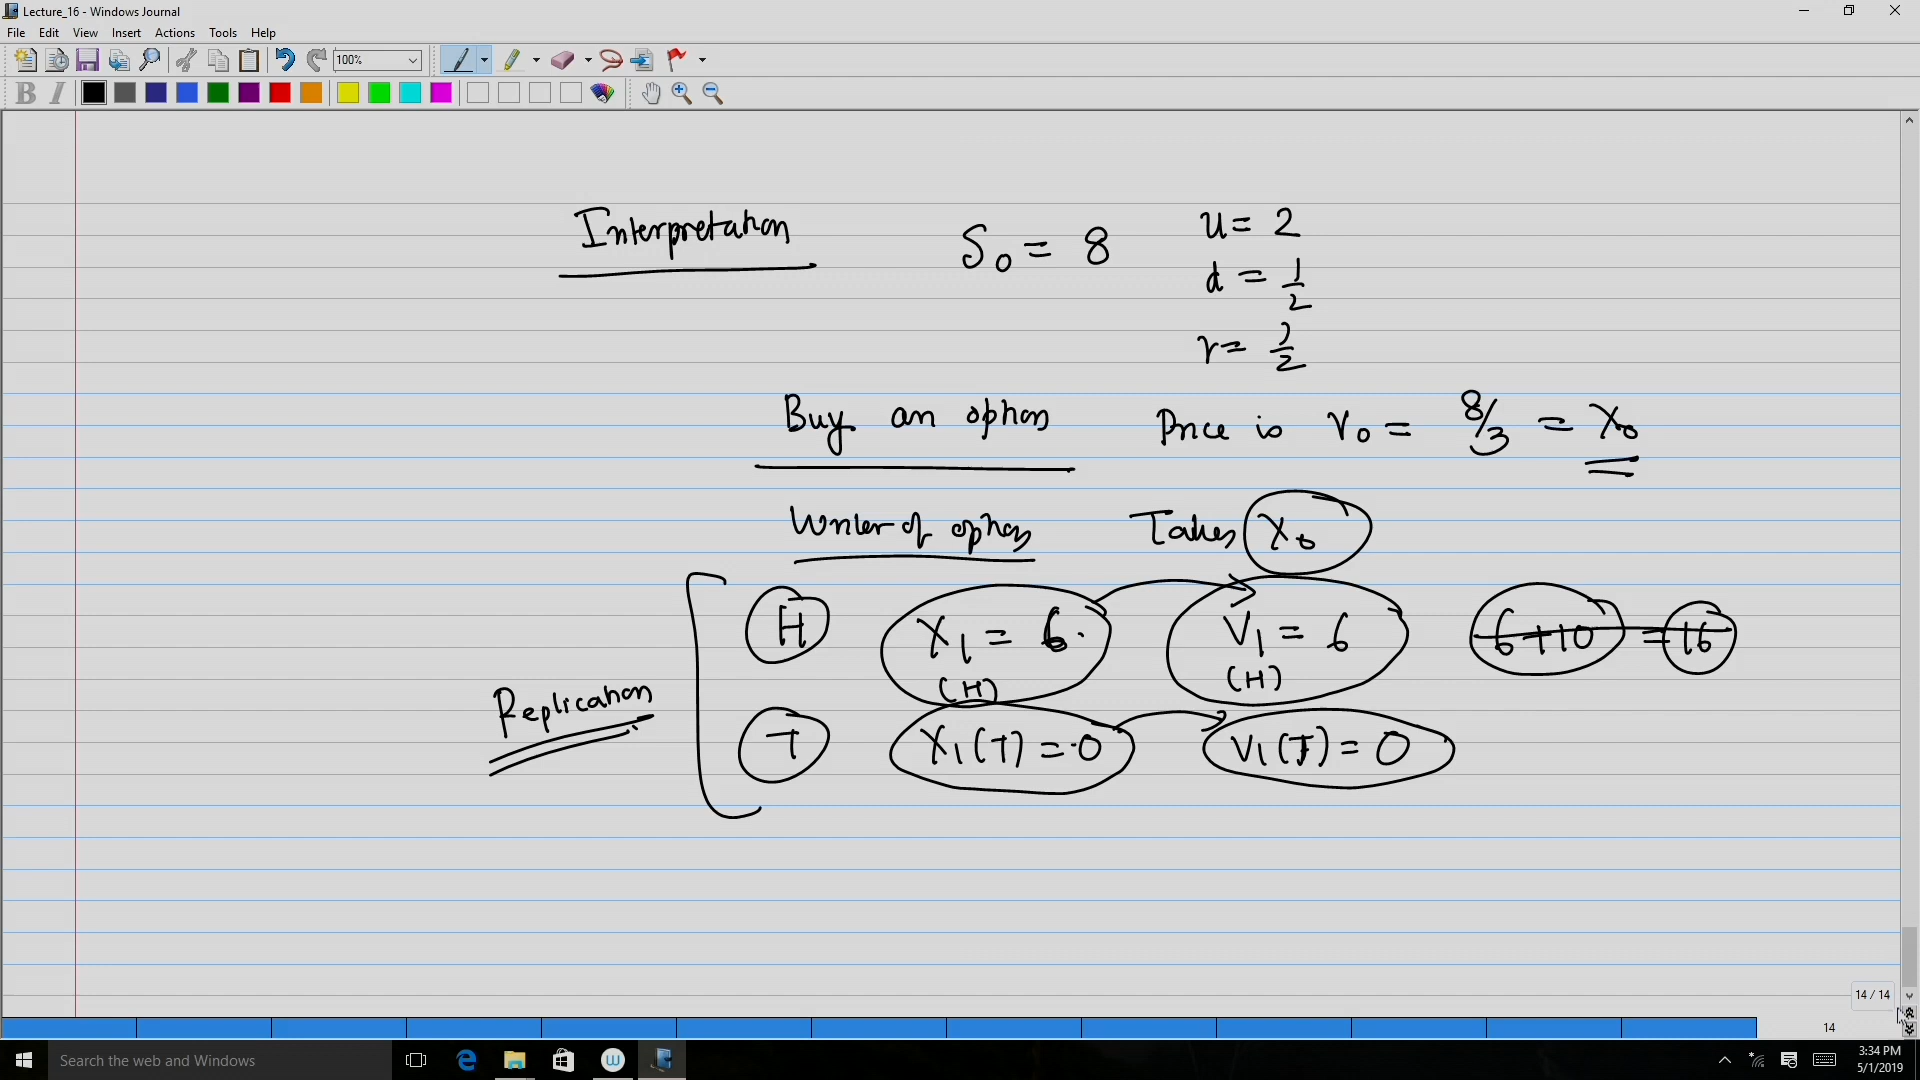 Lecture_16 - Windows Journal
File Edit View Insert Actions Tools Help
100%
B I
Interpretation
S0 = 8
u = 2
d = 1/2
r = 1/2
Buy an option Price is V0 = 8/3 = X0
Writer of option Takes X0
H X1 = 6 V1 = 6 6+10 = 16
(H) (H)
Replication
T X1(T) = 0 V1(T) = 0
14 / 14
14
Search the web and Windows
3:34 PM
5/1/2019